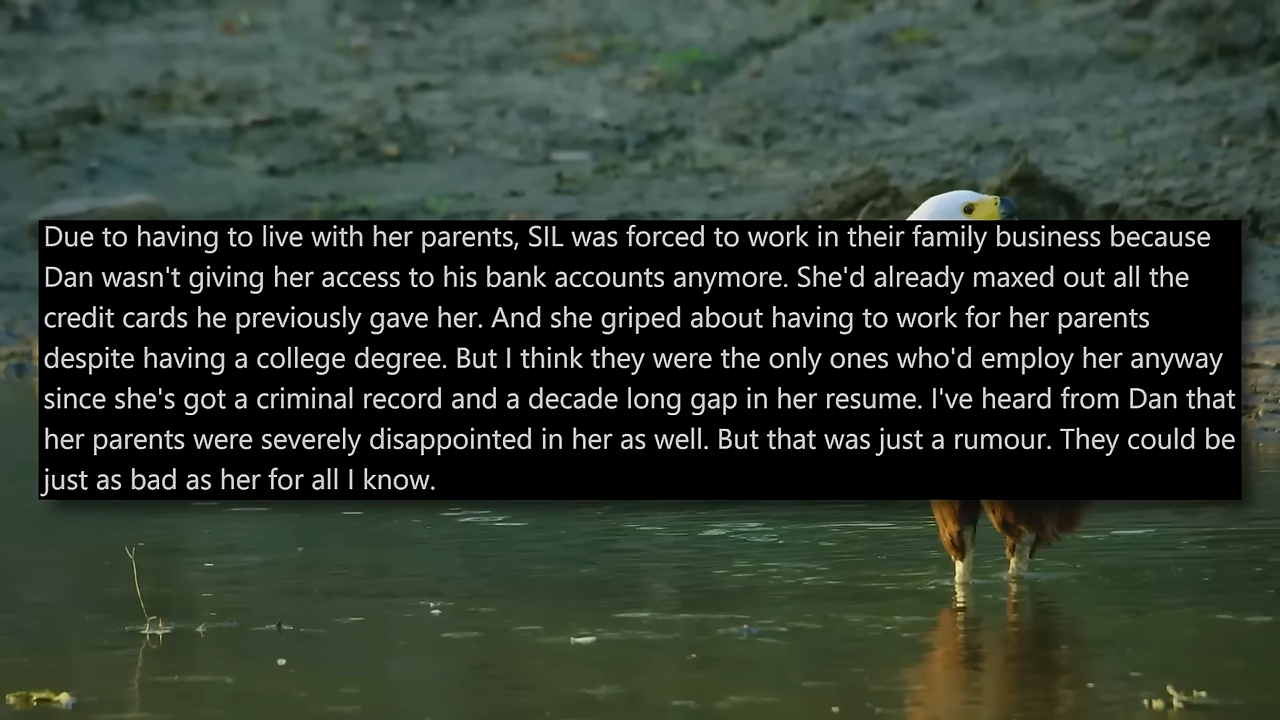 Due to having to live with her parents, SIL was forced to work in their family business because
Dan wasn't giving her access to his bank accounts anymore. She'd already maxed out all the
credit cards he previously gave her. And she griped about having to work for her parents
despite having a college degree. But I think they were the only ones who'd employ her anyway
since she's got a criminal record and a decade long gap in her resume. I've heard from Dan that
her parents were severely disappointed in her as well. But that was just a rumour. They could be
just as bad as her for all I know.